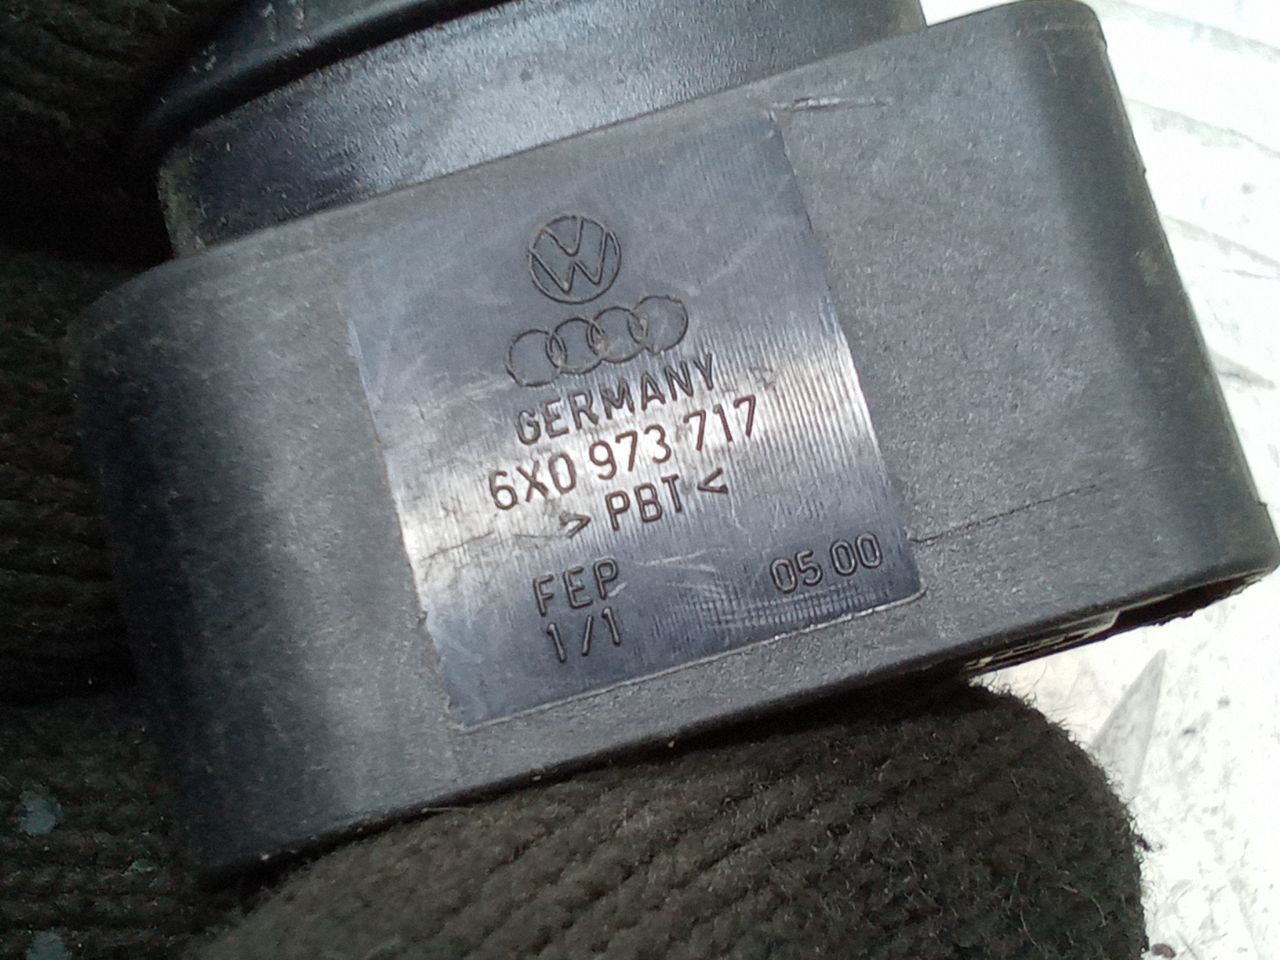 GERMANY
6X0 973 717
> PBT <
FEP 05 00
1/1